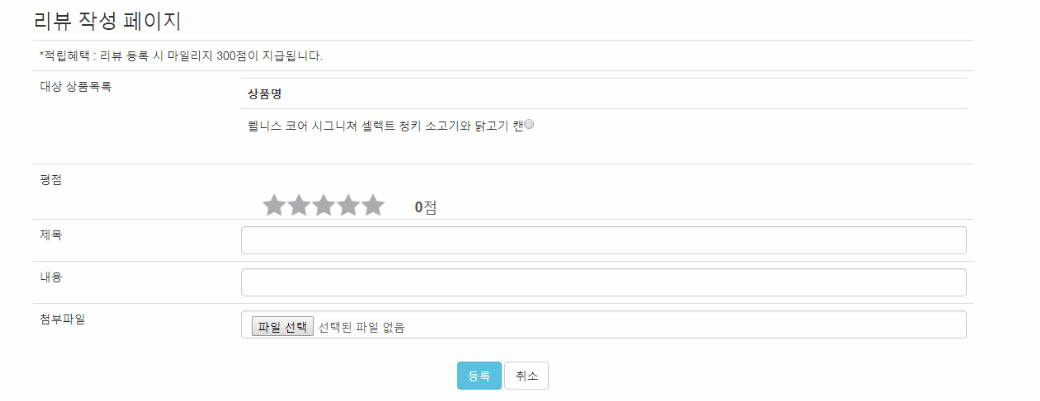 리뷰 작성 페이지
*적립혜택 : 리뷰 등록 시 마일리지 300점이 지급됩니다.
대상 상품목록
상품명
웰니스 코어 시그니쳐 셀렉트 청키 소고기와 닭고기 캔
평점
0점
제목
내용
첨부파일
파일 선택 선택된 파일 없음
등록 취소